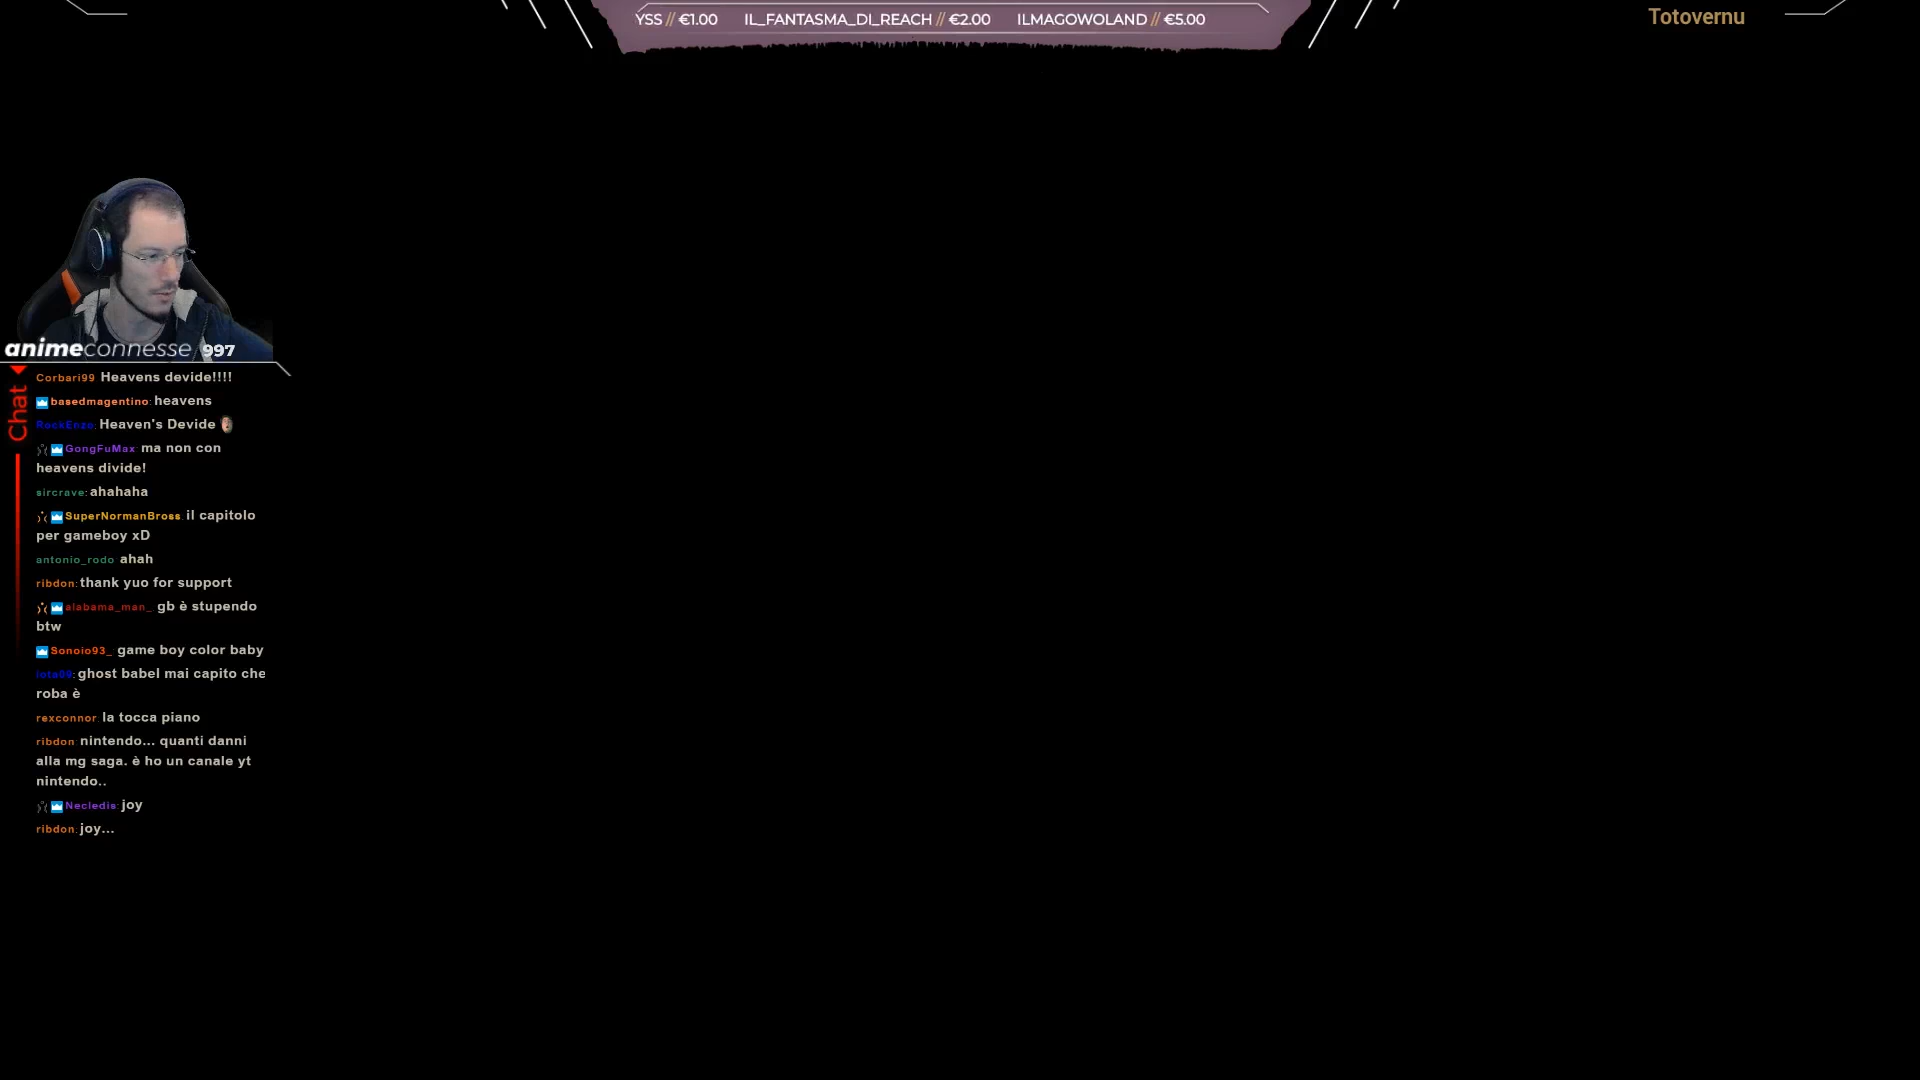 YSS // €1.00 IL_FANTASMA_DI_REACH // €2.00 ILMAGOWOLAND // €5.00
Totovernu
animeconnesse 997
Chat
Corbari99 Heavens devide!!!!
basedmagentino: heavens
RockEnzo: Heaven's Devide
GongFuMax: ma non con
heavens divide!
sircrave: ahahaha
SuperNormanBross: il capitolo
per gameboy xD
antonio_rodo ahah
ribdon: thank yuo for support
alabama_man_: gb è stupendo
btw
Sonoio93_ game boy color baby
iota99: ghost babel mai capito che
roba è
rexconnor: la tocca piano
ribdon: nintendo... quanti danni
alla mg saga. è ho un canale yt
nintendo..
Necledis: joy
ribdon: joy...